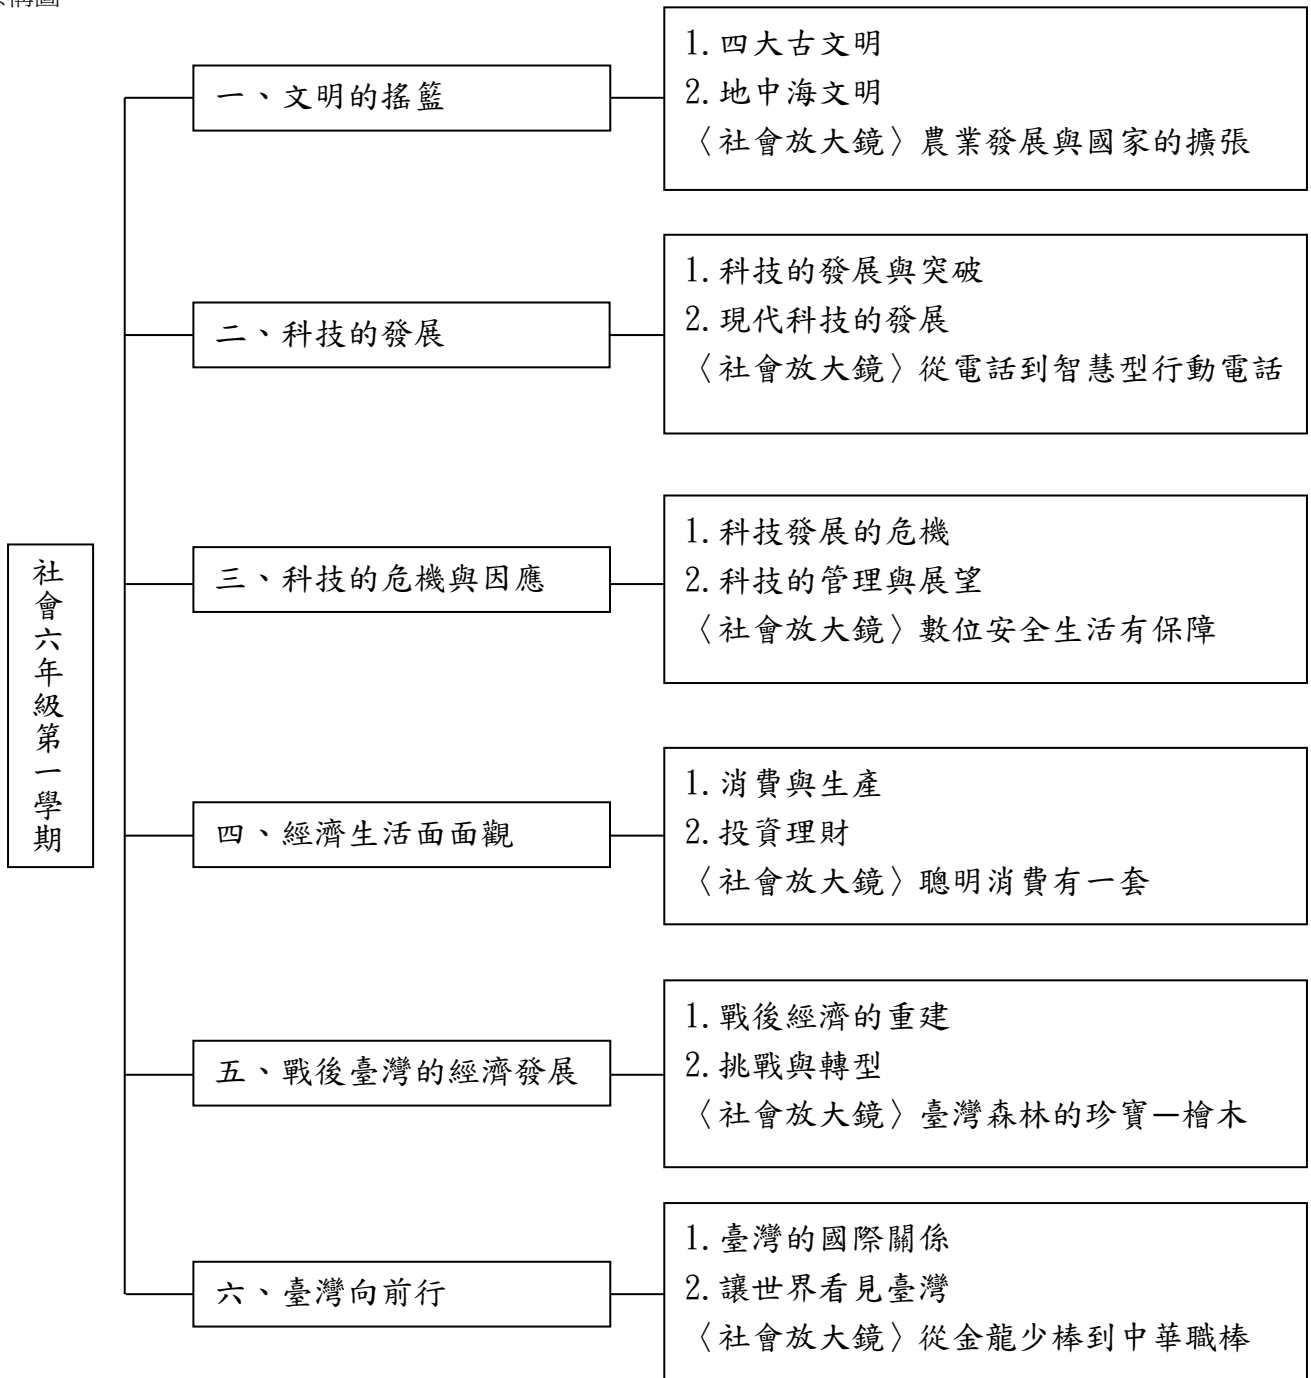 構圖
社會六年級第一學期
一、文明的搖籃
1.四大古文明
2.地中海文明
〈社會放大鏡〉農業發展與國家的擴張
二、科技的發展
1.科技的發展與突破
2.現代科技的發展
〈社會放大鏡〉從電話到智慧型行動電話
三、科技的危機與因應
1.科技發展的危機
2.科技的管理與展望
〈社會放大鏡〉數位安全生活有保障
四、經濟生活面面觀
1.消費與生產
2.投資理財
〈社會放大鏡〉聰明消費有一套
五、戰後臺灣的經濟發展
1.戰後經濟的重建
2.挑戰與轉型
〈社會放大鏡〉臺灣森林的珍寶—檜木
六、臺灣向前行
1.臺灣的國際關係
2.讓世界看見臺灣
〈社會放大鏡〉從金龍少棒到中華職棒